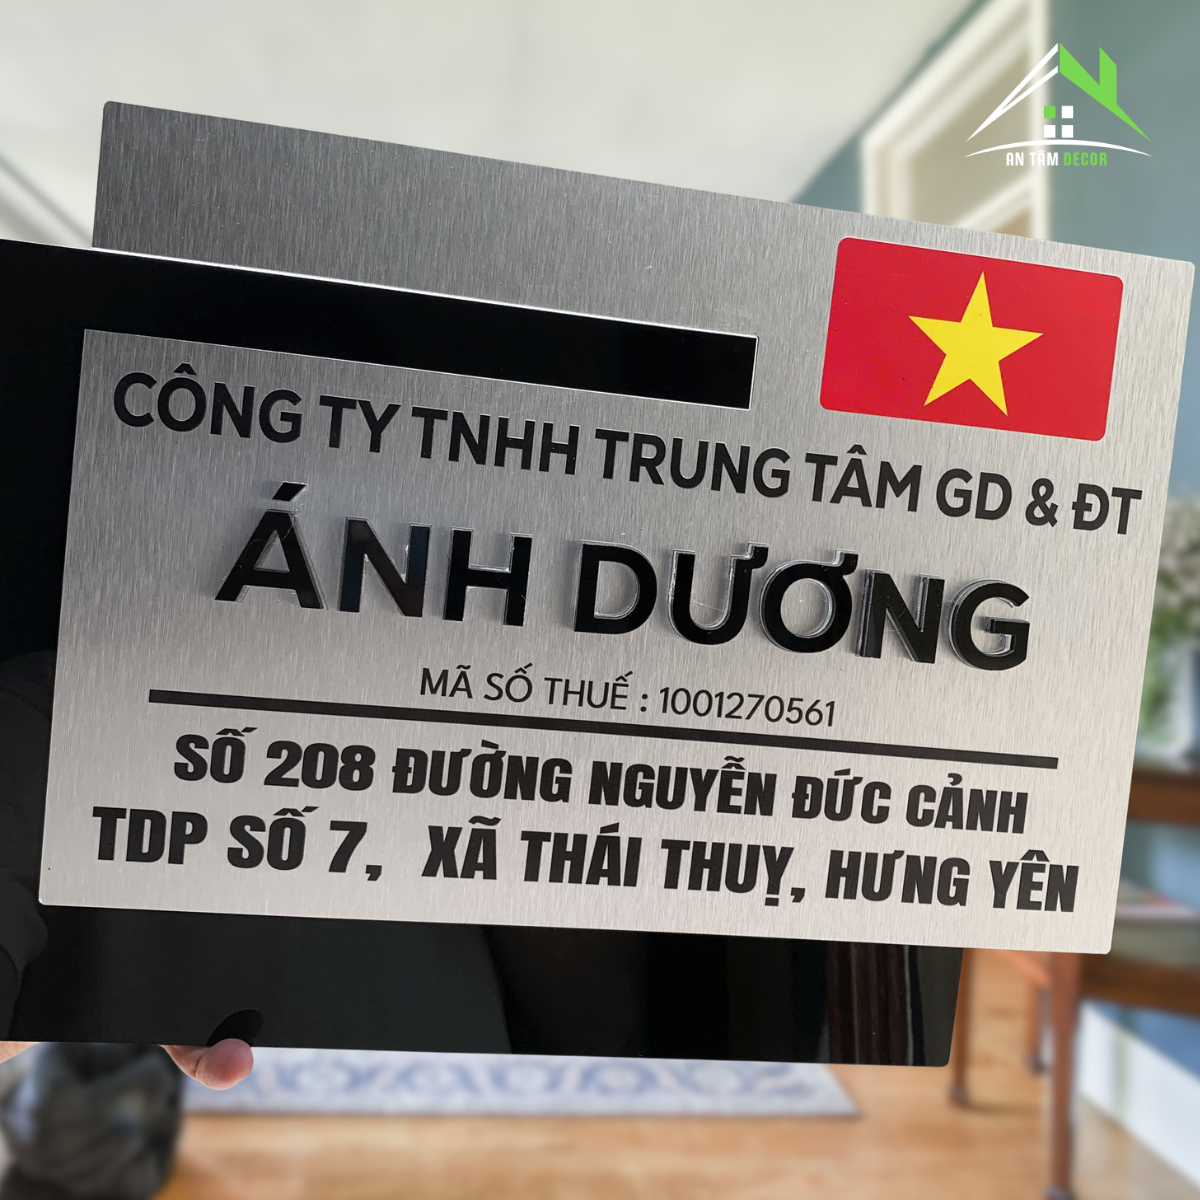 AN TÂM DECOR
CÔNG TY TNHH TRUNG TÂM GD & ĐT
ÁNH DƯƠNG
MÃ SỐ THUẾ : 1001270561
SỐ 208 ĐƯỜNG NGUYỄN ĐỨC CẢNH
TDP SỐ 7, XÃ THÁI THUỴ, HƯNG YÊN